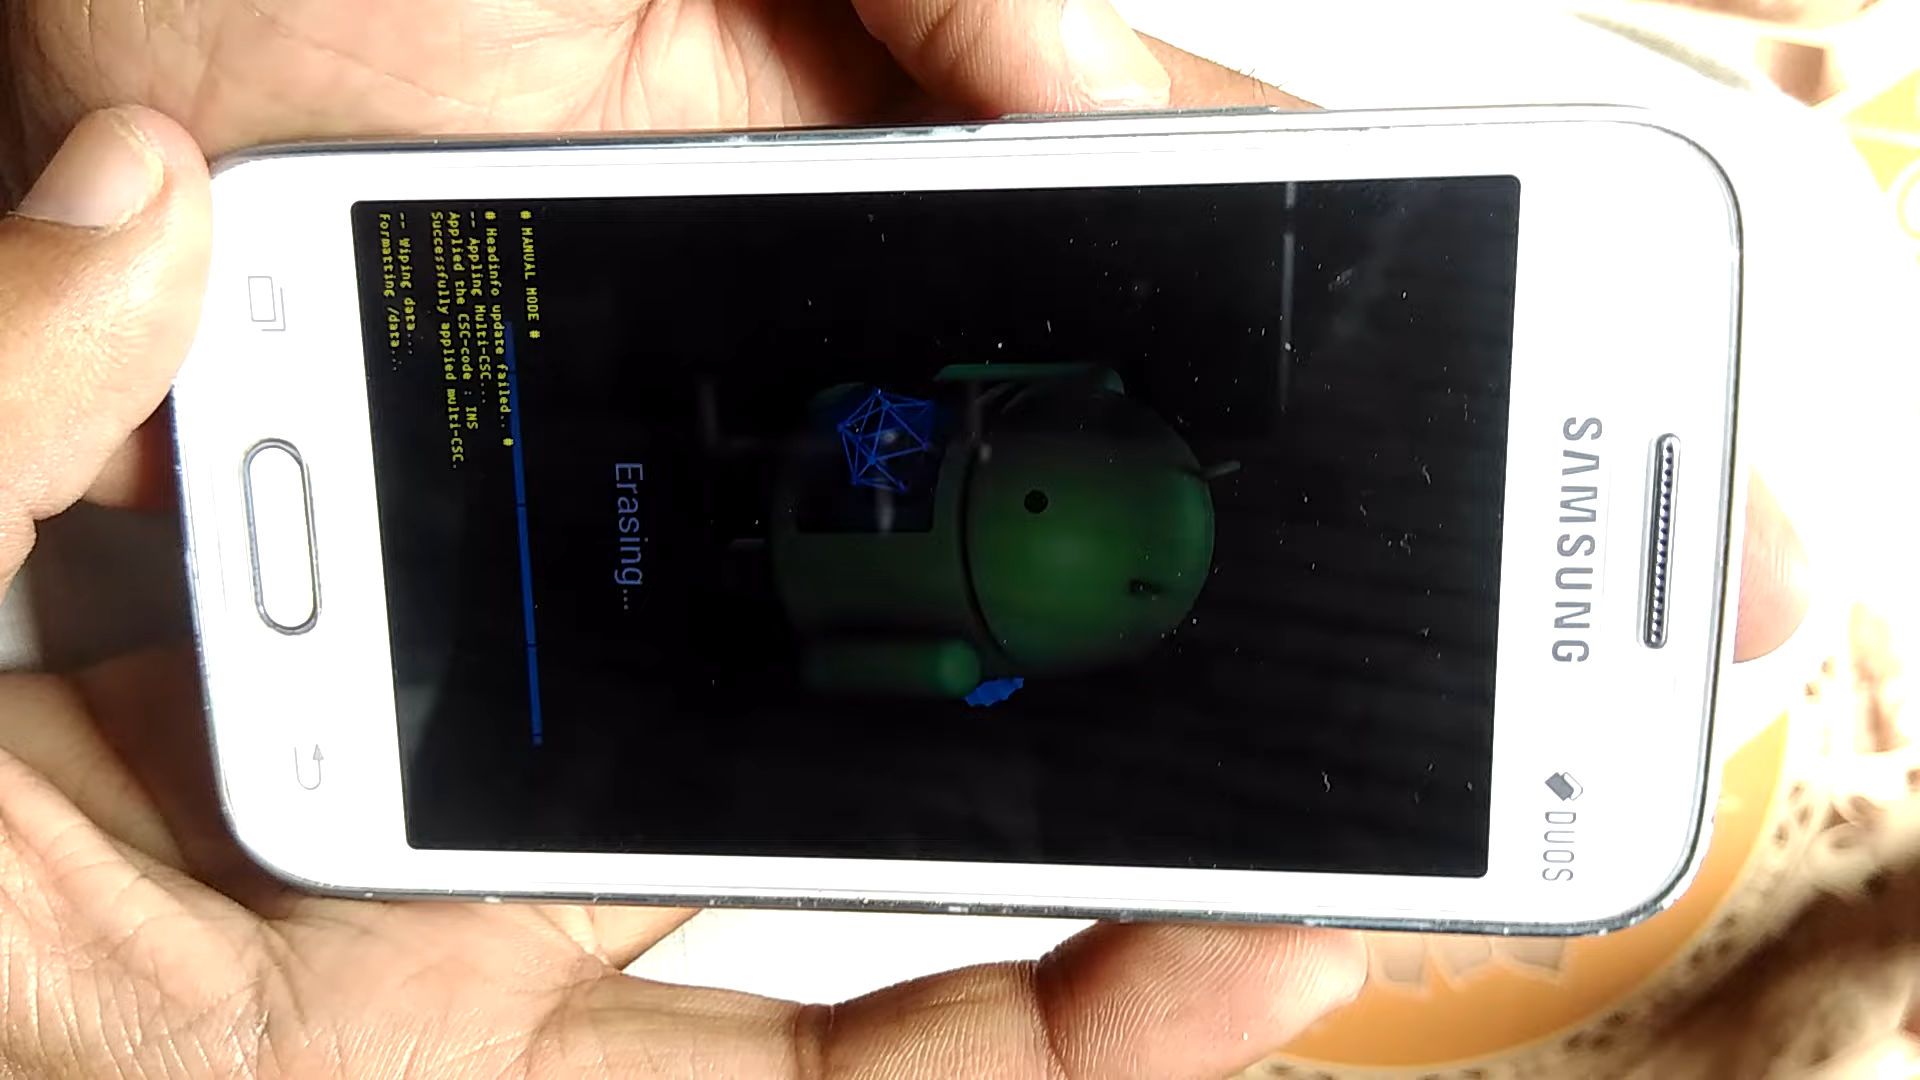 SAMSUNG
DUOS
Erasing...
# MANUAL MODE #
# Headinfo update failed.. #
-- Appling Multi-CSC...
Applied the CSC-code : INS
Successfully applied multi-CSC.
-- Wiping data...
Formatting /data...